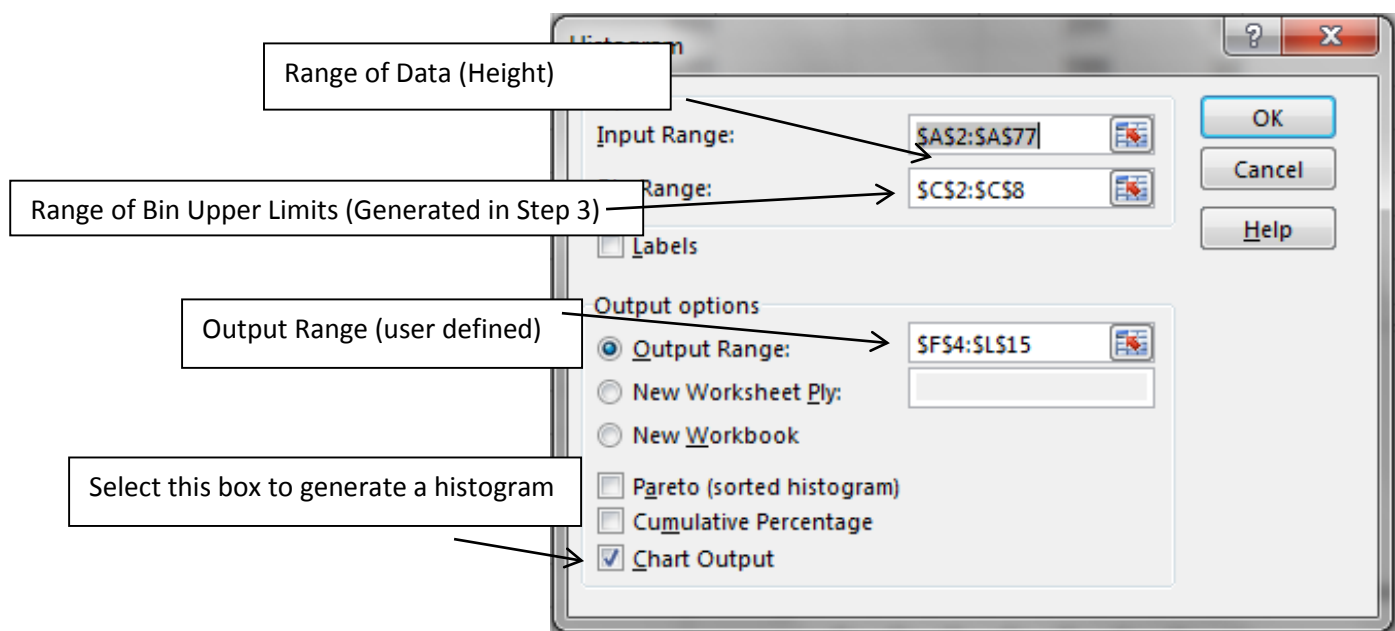 Histogram
Range of Data (Height)
Input Range:
$A$2:$A$77
OK
Range:
$C$2:$C$8
Cancel
Range of Bin Upper Limits (Generated in Step 3)
Help
Labels
Output options
Output Range (user defined)
Output Range:
$F$4:$L$15
New Worksheet Ply:
New Workbook
Select this box to generate a histogram
Pareto (sorted histogram)
Cumulative Percentage
Chart Output